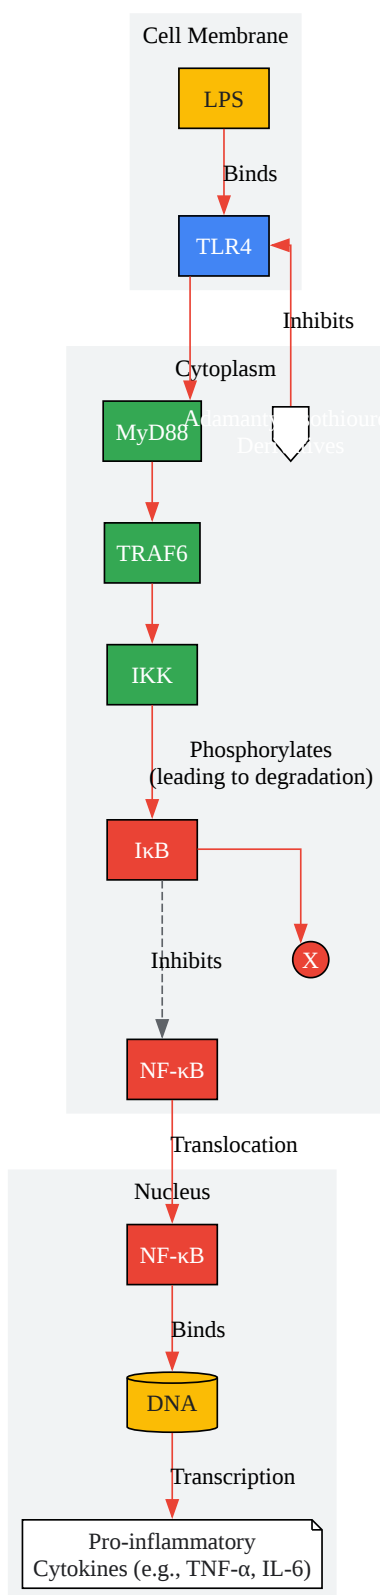 Cell Membrane
LPS
Binds
TLR4
Inhibits
Cytoplasm
MyD88
Derivatives
TRAF6
IKK
Phosphorylates
(leading to degradation)
IκB
X
Inhibits
NF-κB
Translocation
Nucleus
NF-κB
Binds
DNA
Transcription
Pro-inflammatory
Cytokines (e.g., TNF-α, IL-6)